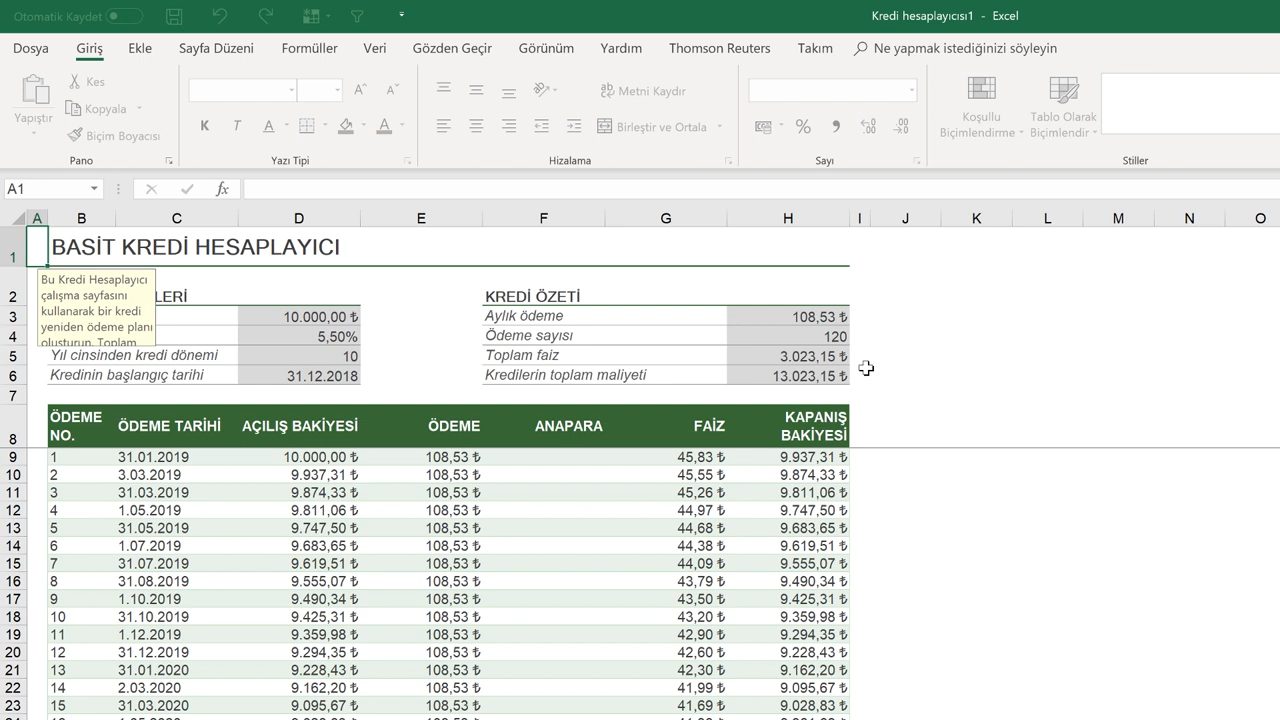 Otomatik Kaydet
Kredi hesaplayıcısı1 - Excel
Dosya Giriş Ekle Sayfa Düzeni Formüller Veri Gözden Geçir Görünüm Yardım Thomson Reuters Takım Ne yapmak istediğinizi söyleyin
Yapıştır
Kes
Kopyala
Biçim Boyacısı
Pano
K T A A
Yazı Tipi
Metni Kaydır
Birleştir ve Ortala
Hizalama
%
Sayı
Koşullu
Biçimlendirme
Tablo Olarak
Biçimlendir
Stiller
A1 fx
A B C D E F G H I J K L M N O
1 BASİT KREDİ HESAPLAYICI
Bu Kredi Hesaplayıcı
çalışma sayfasını
kullanarak bir kredi
yeniden ödeme planı
oluşturun. Toplam
2 LERİ KREDİ ÖZETİ
3 10.000,00 ₺ Aylık ödeme 108,53 ₺
4 5,50% Ödeme sayısı 120
5 Yıl cinsinden kredi dönemi 10 Toplam faiz 3.023,15 ₺
6 Kredinin başlangıç tarihi 31.12.2018 Kredilerin toplam maliyeti 13.023,15 ₺
7
8 ÖDEME NO. ÖDEME TARİHİ AÇILIŞ BAKİYESİ ÖDEME ANAPARA FAİZ KAPANIŞ BAKİYESİ
9 1 31.01.2019 10.000,00 ₺ 108,53 ₺ 45,83 ₺ 9.937,31 ₺
10 2 3.03.2019 9.937,31 ₺ 108,53 ₺ 45,55 ₺ 9.874,33 ₺
11 3 31.03.2019 9.874,33 ₺ 108,53 ₺ 45,26 ₺ 9.811,06 ₺
12 4 1.05.2019 9.811,06 ₺ 108,53 ₺ 44,97 ₺ 9.747,50 ₺
13 5 31.05.2019 9.747,50 ₺ 108,53 ₺ 44,68 ₺ 9.683,65 ₺
14 6 1.07.2019 9.683,65 ₺ 108,53 ₺ 44,38 ₺ 9.619,51 ₺
15 7 31.07.2019 9.619,51 ₺ 108,53 ₺ 44,09 ₺ 9.555,07 ₺
16 8 31.08.2019 9.555,07 ₺ 108,53 ₺ 43,79 ₺ 9.490,34 ₺
17 9 1.10.2019 9.490,34 ₺ 108,53 ₺ 43,50 ₺ 9.425,31 ₺
18 10 31.10.2019 9.425,31 ₺ 108,53 ₺ 43,20 ₺ 9.359,98 ₺
19 11 1.12.2019 9.359,98 ₺ 108,53 ₺ 42,90 ₺ 9.294,35 ₺
20 12 31.12.2019 9.294,35 ₺ 108,53 ₺ 42,60 ₺ 9.228,43 ₺
21 13 31.01.2020 9.228,43 ₺ 108,53 ₺ 42,30 ₺ 9.162,20 ₺
22 14 2.03.2020 9.162,20 ₺ 108,53 ₺ 41,99 ₺ 9.095,67 ₺
23 15 31.03.2020 9.095,67 ₺ 108,53 ₺ 41,69 ₺ 9.028,83 ₺